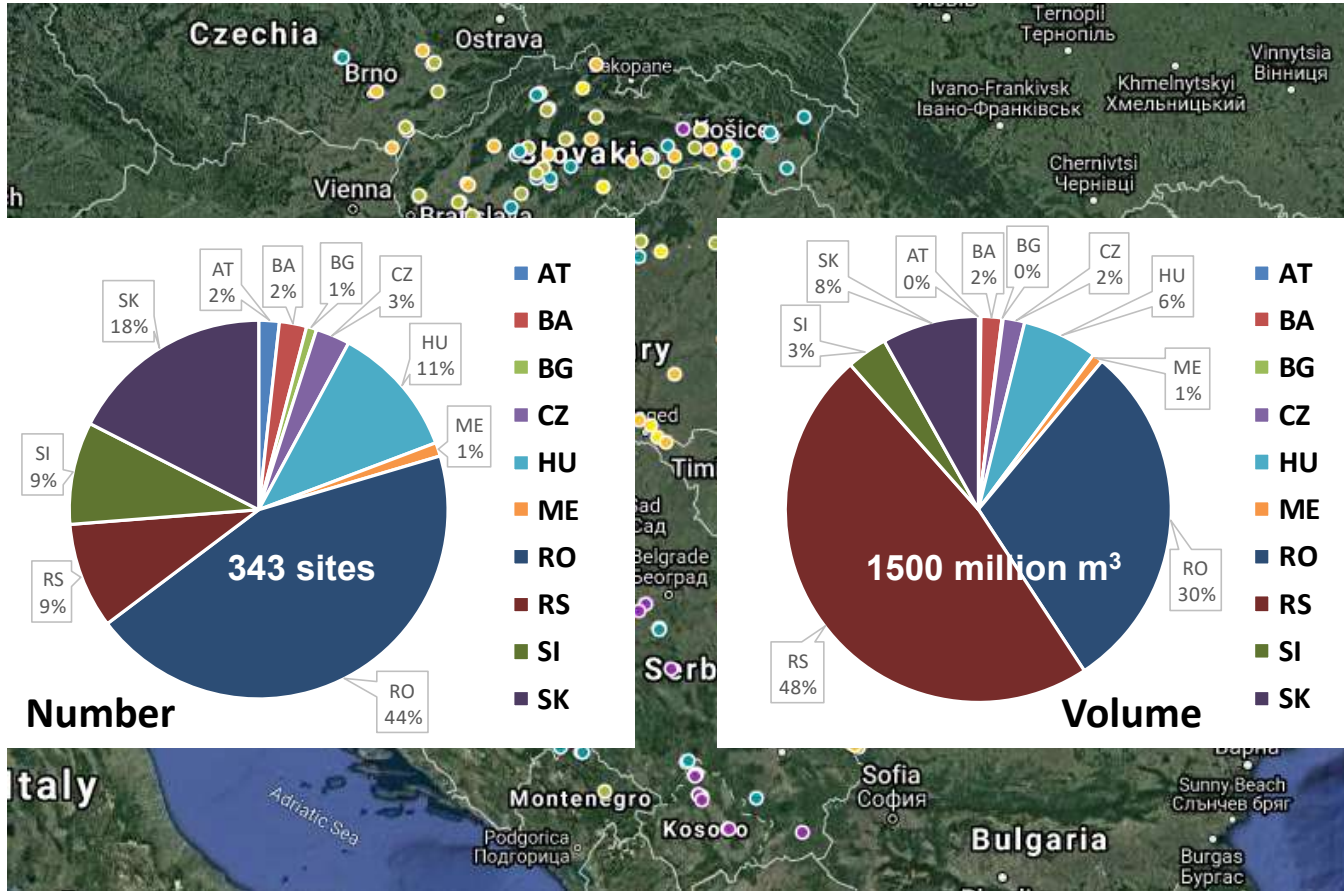 Czechia
Ostrava
Brno
Ternopil
Тернопіль
Vinnytsia
Вінниця
Ivano-Frankivsk
Івано-Франківськ
Khmelnytskyi
Хмельницький
Slovakia
Chernivtsi
Чернівці
Vienna
Bratislava
AT
2%
BA
2%
BG
1%
CZ
3%
SK
18%
HU
11%
ME
1%
SI
9%
RS
9%
RO
44%
343 sites
Number
AT
BA
BG
CZ
HU
ME
RO
RS
SI
SK
SK
8%
AT
0%
BA
2%
BG
0%
CZ
2%
HU
6%
SI
3%
ME
1%
RO
30%
RS
48%
1500 million m³
Volume
AT
BA
BG
CZ
HU
ME
RO
RS
SI
SK
Belgrade
Београд
Serb
Italy
Adriatic Sea
Montenegro
Podgorica
Подгорица
Kosovo
Sofia
София
Bulgaria
Sunny Beach
Слънчев бряг
Burgas
Бургас